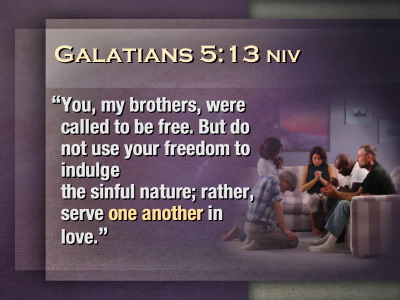 GALATIANS 5:13 NIV
“You, my brothers, were
called to be free. But do
not use your freedom to
indulge
the sinful nature; rather,
serve one another in
love.”